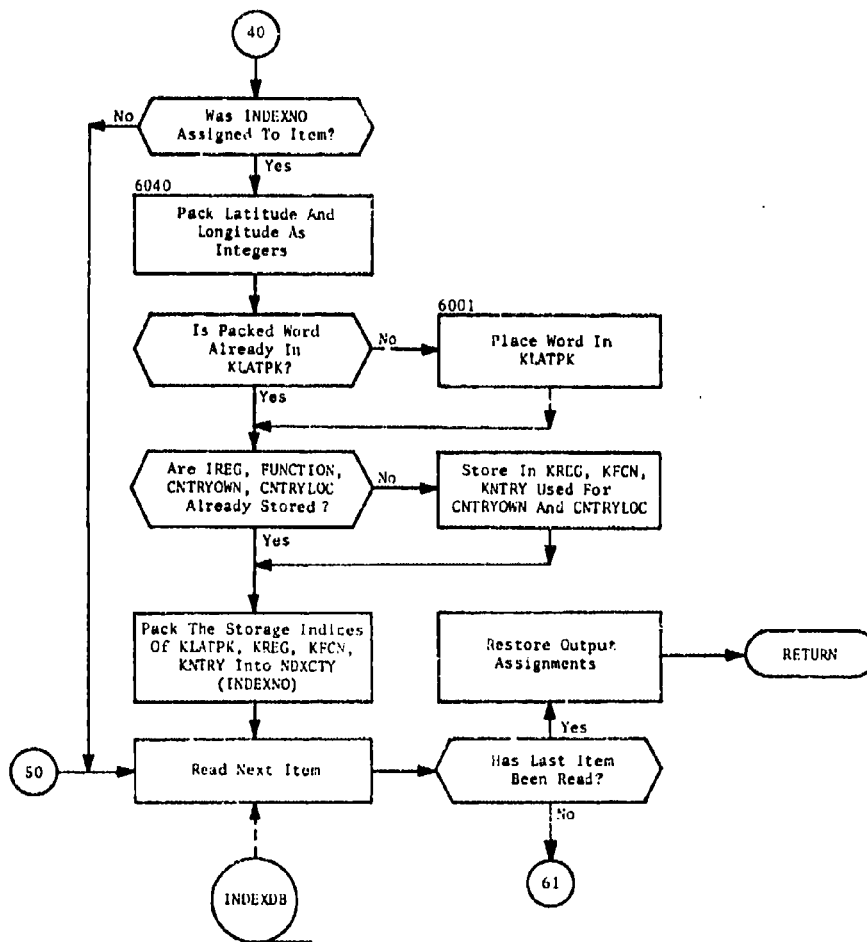 40
No
Was INDEXNO
Assigned To Item?
Yes
6040
Pack Latitude And
Longitude As
Integers
Is Packed Word
Already In
KLATPK?
No
6001
Place Word In
KLATPK
Yes
Are IREG, FUNCTION,
CNTRYOWN, CNTRYLOC
Already Stored?
No
Store In KREG, KFCN,
KNTRY Used For
CNTRYOWN And CNTRYLOC
Yes
Pack The Storage Indices
Of KLATPK, KREG, KFCN,
KNTRY Into NDXCTY
(INDEXNO)
Restore Output
Assignments
RETURN
Yes
50
Read Next Item
Has Last Item
Been Read?
No
INDEXDB
61